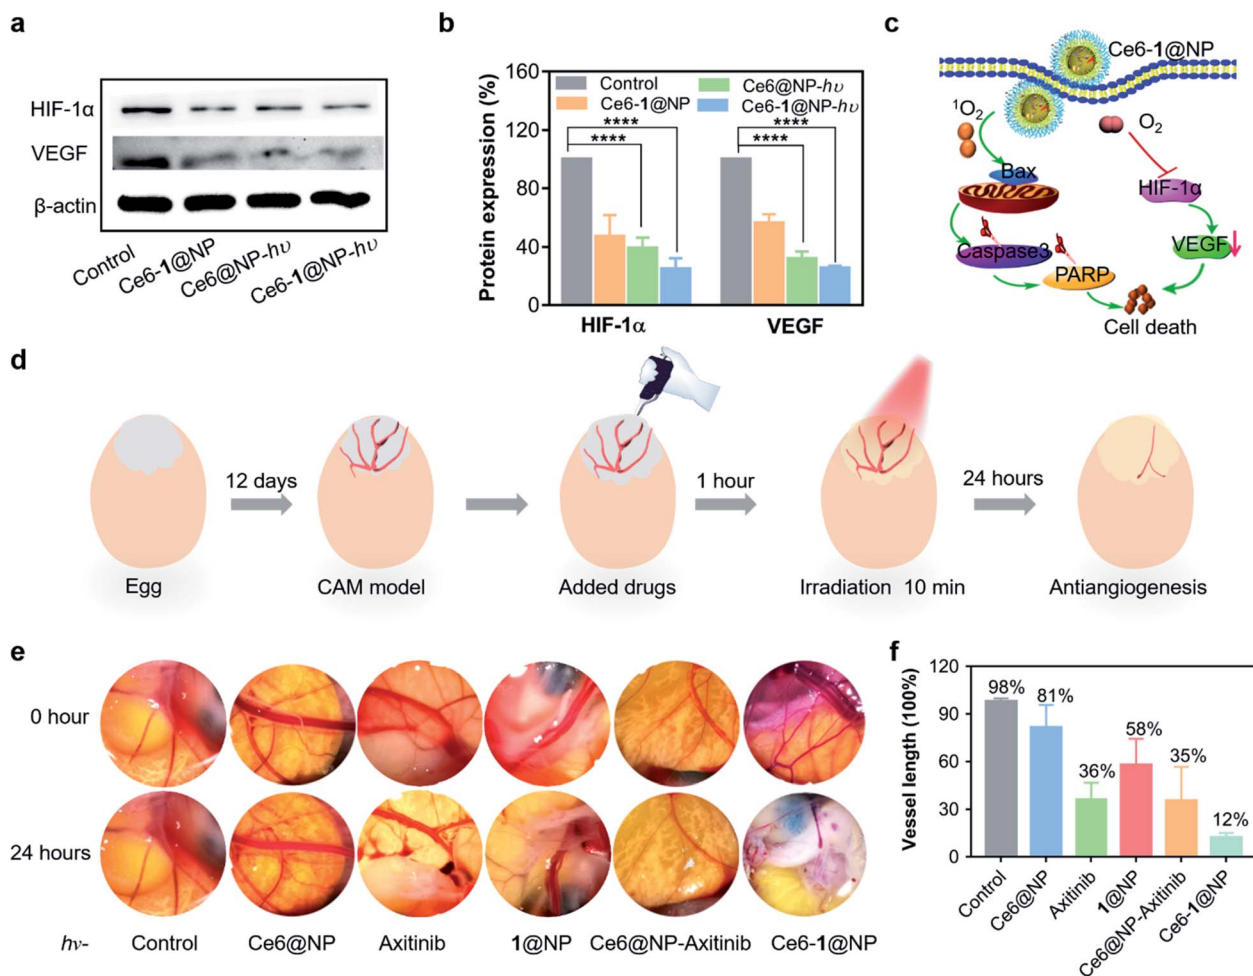 a
HIF-1α
VEGF
β-actin
Control
Ce6-1@NP
Ce6@NP-hυ
Ce6-1@NP-hυ
b
Protein expression (%)
160
120
80
40
0
Control
Ce6-1@NP
Ce6@NP-hυ
Ce6-1@NP-hυ
****
****
****
****
HIF-1α
VEGF
c
Ce6-1@NP
¹O₂
O₂
Bax
HIF-1α
Caspase3
VEGF
PARP
Cell death
d
12 days
1 hour
24 hours
Egg
CAM model
Added drugs
Irradiation 10 min
Antiangiogenesis
e
0 hour
24 hours
hv-
Control
Ce6@NP
Axitinib
1@NP
Ce6@NP-Axitinib
Ce6-1@NP
f
Vessel length (100%)
120
90
60
30
0
98%
81%
36%
58%
35%
12%
Control
Ce6@NP
Axitinib
1@NP
Ce6@NP-Axitinib
Ce6-1@NP